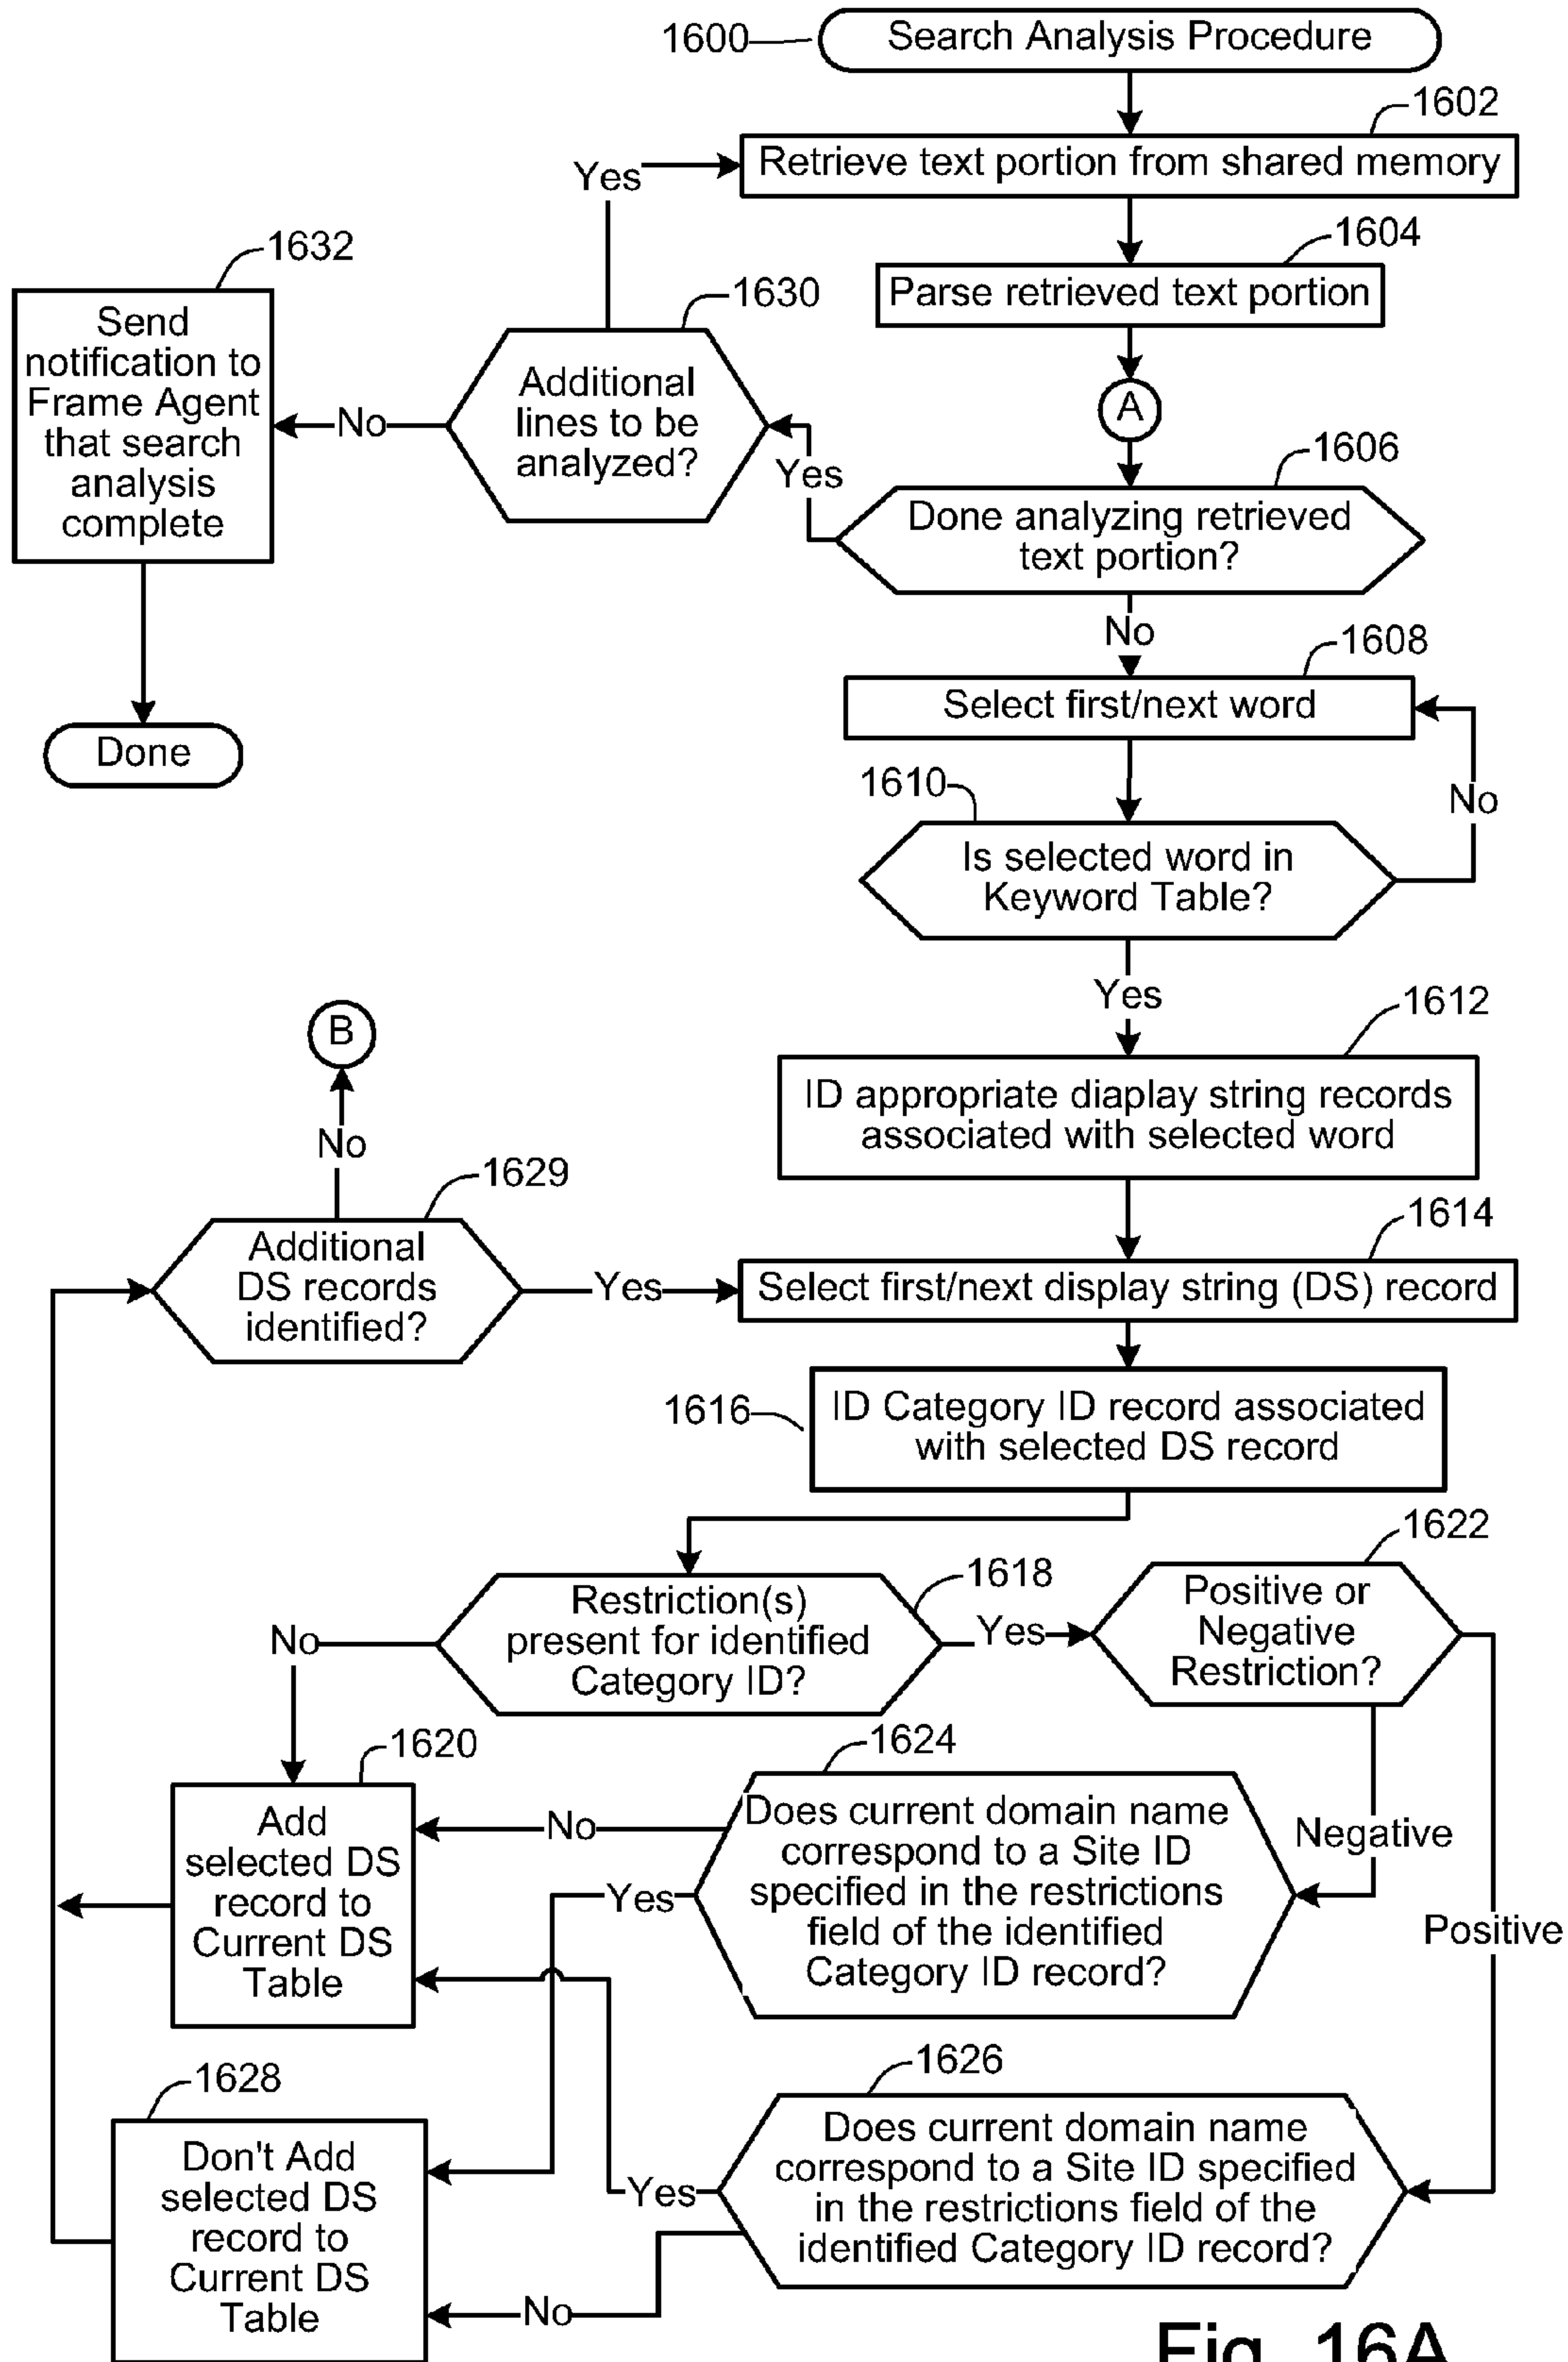 1600
Search Analysis Procedure
1602
Yes
Retrieve text portion from shared memory
1604
Parse retrieved text portion
1632
Send
notification to
Frame Agent
that search
analysis
complete
1630
Additional
lines to be
analyzed?
No
Yes
A
1606
Done analyzing retrieved
text portion?
No
1608
Select first/next word
Done
1610
Is selected word in
Keyword Table?
No
Yes
1612
ID appropriate diaplay string records
associated with selected word
B
No
1629
Additional
DS records
identified?
Yes
1614
Select first/next display string (DS) record
1616
ID Category ID record associated
with selected DS record
1618
Restriction(s)
present for identified
Category ID?
No
Yes
1622
Positive or
Negative
Restriction?
1620
Add
selected DS
record to
Current DS
Table
1624
Does current domain name
correspond to a Site ID
specified in the restrictions
field of the identified
Category ID record?
No
Yes
Negative
Positive
1628
Don't Add
selected DS
record to
Current DS
Table
1626
Does current domain name
correspond to a Site ID specified
in the restrictions field of the
identified Category ID record?
Yes
No
Fig. 16A